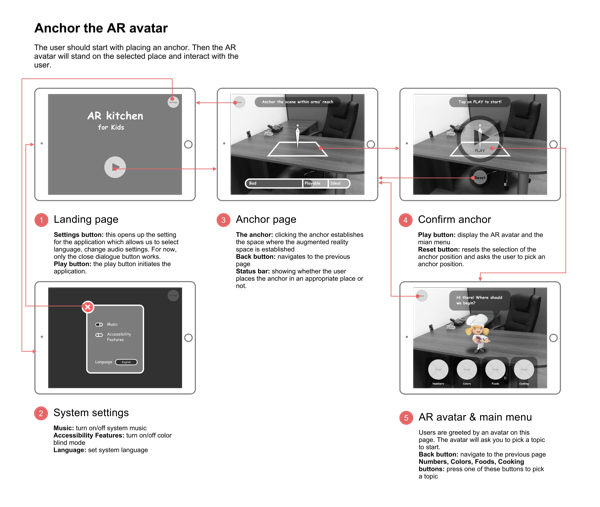 Anchor the AR avatar
The user should start with placing an anchor. Then the AR
avatar will stand on the selected place and interact with the
user.
AR kitchen
for Kids
Anchor the scene within arms' reach
Bad
Playable
Ideal
Tap on PLAY to start!
PLAY
Reset
1
Landing page
Settings button: this opens up the setting
for the application which allows us to select
language, change audio settings. For now,
only the close dialogue button works.
Play button: the play button initiates the
application.
3
Anchor page
The anchor: clicking the anchor establishes
the space where the augmented reality
space is established
Back button: navigates to the previous
page
Status bar: showing whether the user
places the anchor in an appropriate place or
not.
4
Confirm anchor
Play button: display the AR avatar and the
mian menu
Reset button: resets the selection of the
anchor position and asks the user to pick an
anchor position.
Music
Accessibility
Features
Language
English
2
System settings
Music: turn on/off system music
Accessibility Features: turn on/off color
blind mode
Language: set system language
Hi there! Where should
we begin?
Numbers
Colors
Foods
Cooking
5
AR avatar & main menu
Users are greeted by an avatar on this
page. The avatar will ask you to pick a topic
to start.
Back button: navigate to the previous page
Numbers, Colors, Foods, Cooking
buttons: press one of these buttons to pick
a topic